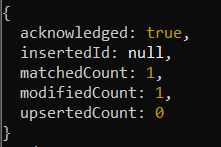 {
  acknowledged: true,
  insertedId: null,
  matchedCount: 1,
  modifiedCount: 1,
  upsertedCount: 0
}